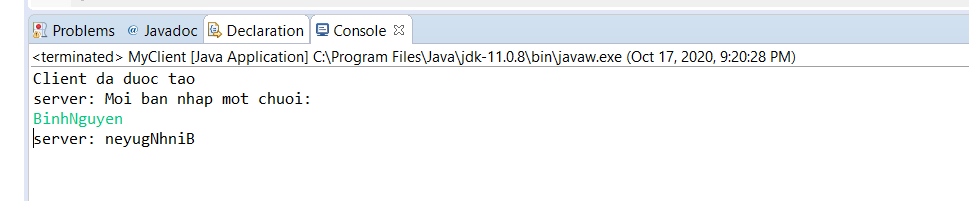 Problems @ Javadoc Declaration Console
<terminated> MyClient [Java Application] C:\Program Files\Java\jdk-11.0.8\bin\javaw.exe (Oct 17, 2020, 9:20:28 PM)
Client da duoc tao
server: Moi ban nhap mot chuoi:
BinhNguyen
server: neyugNhniB